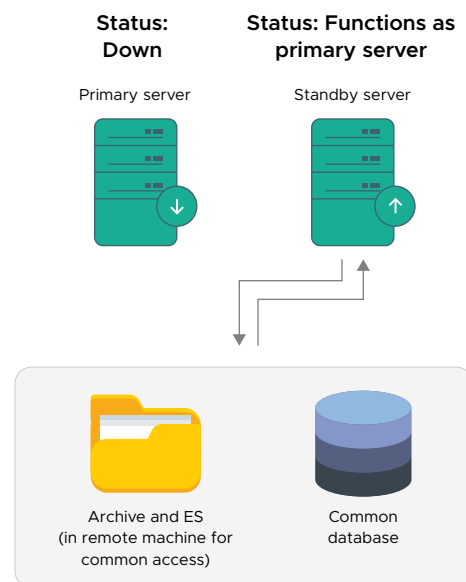 Status:
Down
Status: Functions as
primary server
Primary server
Standby server
Archive and ES
(in remote machine for
common access)
Common
database